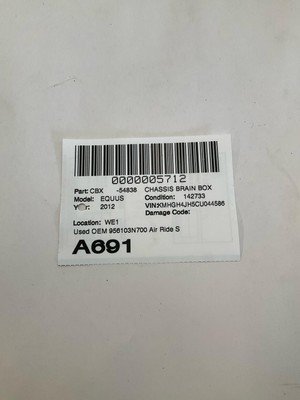 0000005712
Part: CBX -54838 CHASSIS BRAIN BOX
Model: EQUUS Condition: 142733
Year: 2012 VIN:KMHGH4JH5CU044586
Damage Code:
Location: WE1
Used OEM 956103N700 Air Ride S
A691